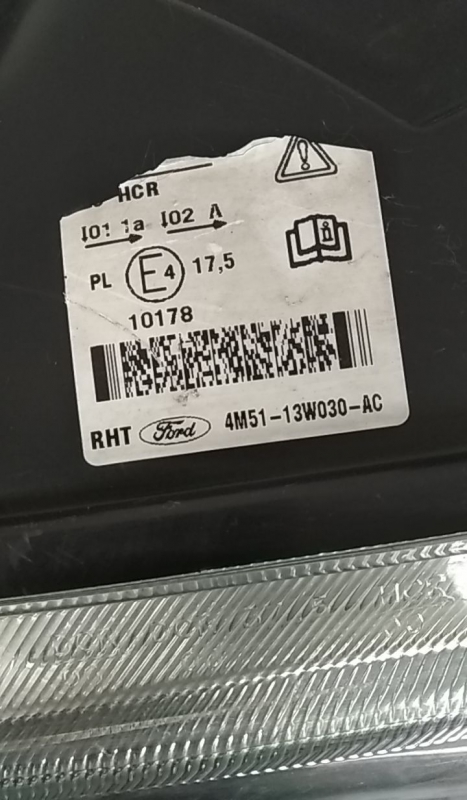 HCR
I01 1a I02 A
PL E4 17,5
10178
RHT Ford 4M51-13W030-AC